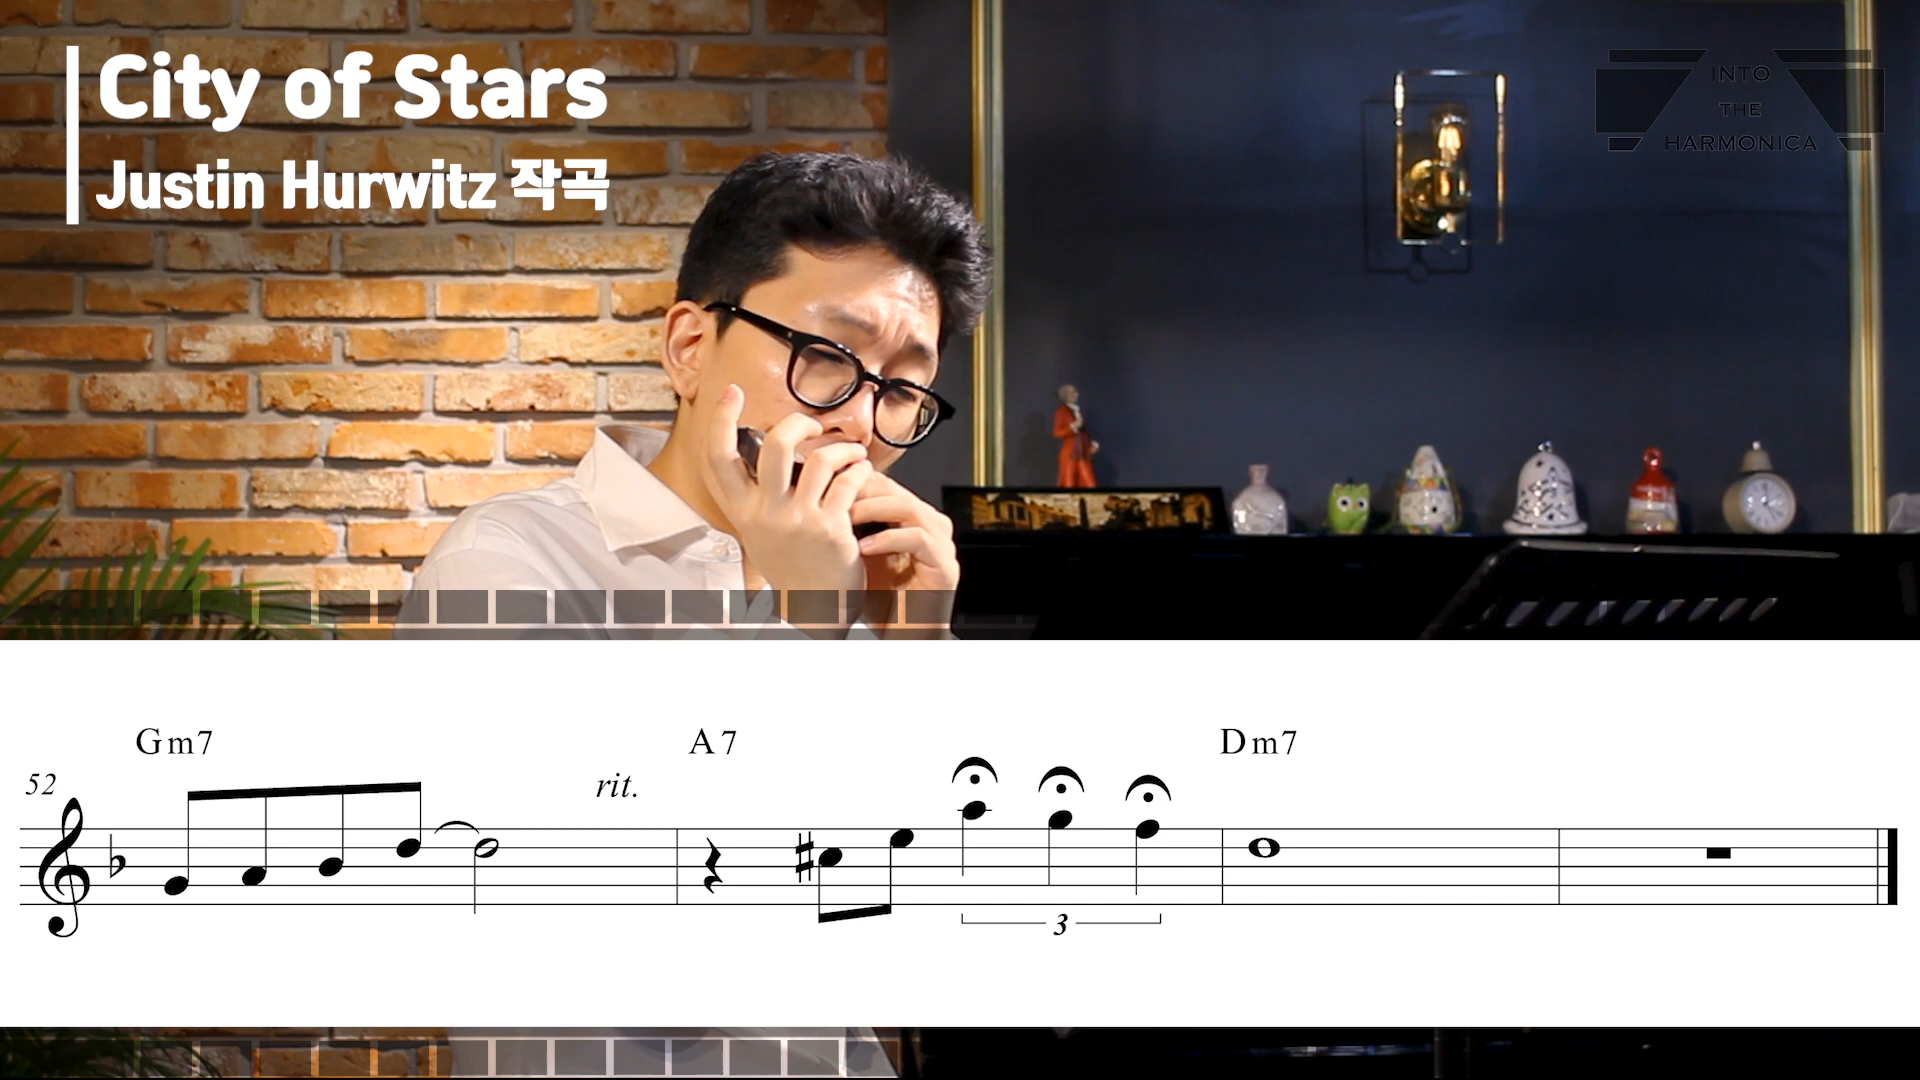 City of Stars
Justin Hurwitz 작곡
INTO
THE
HARMONICA
Gm7 A7 Dm7
52 rit.
3